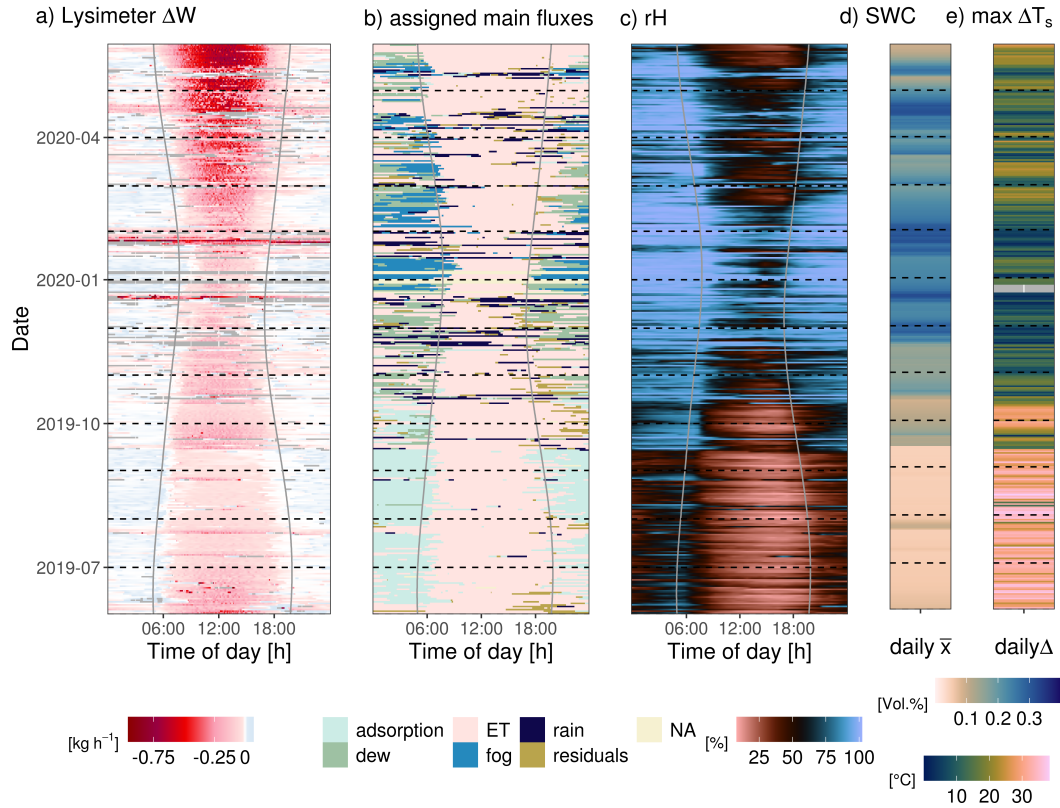 a) Lysimeter ΔW
b) assigned main fluxes
c) rH
d) SWC
e) max ΔTs
Date
2020-04
2020-01
2019-10
2019-07
06:00 12:00 18:00
06:00 12:00 18:00
06:00 12:00 18:00
Time of day [h]
Time of day [h]
Time of day [h]
daily x̅
dailyΔ
[kg h⁻¹]
-0.75 -0.25 0
adsorption
dew
ET
fog
rain
residuals
NA
[%]
25 50 75 100
[Vol.%]
0.1 0.2 0.3
[°C]
10 20 30